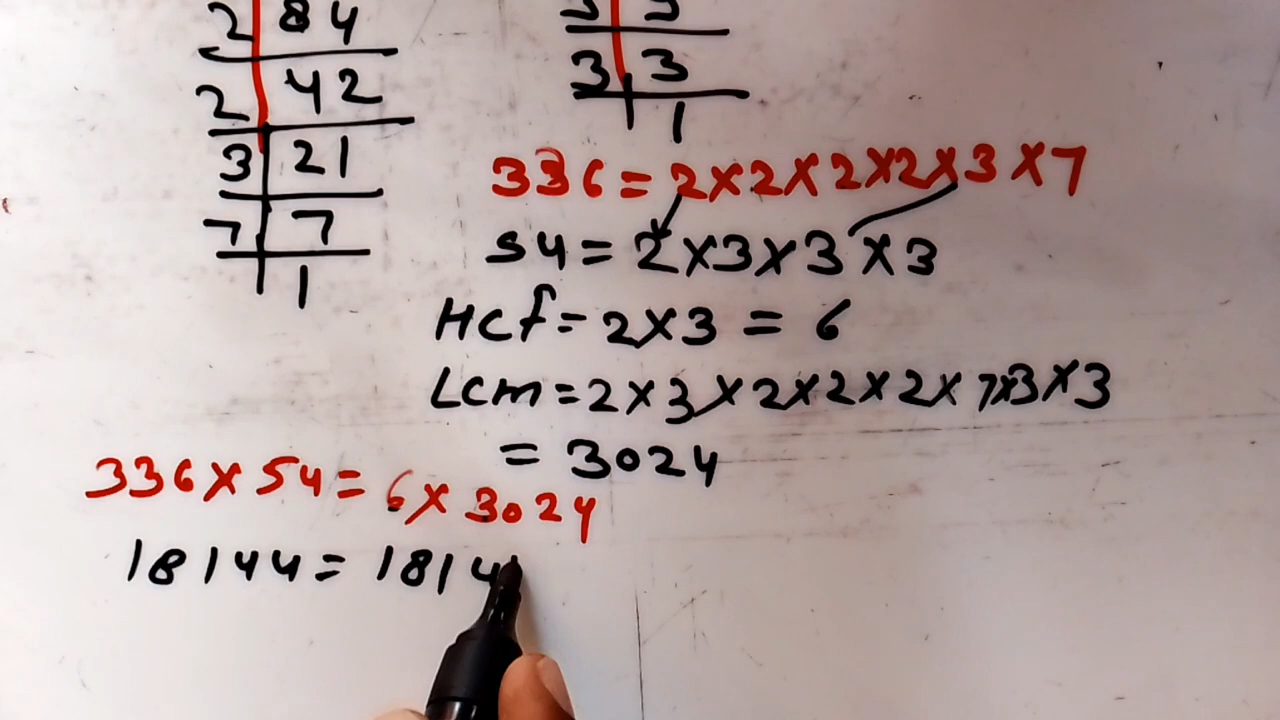 2 84
2 42
3 21
7 7
1
3 3
1
336 = 2×2×2×2×3×7
54 = 2×3×3×3
HCf = 2×3 = 6
LCm = 2×3×2×2×2×7×3×3
= 3024
336×54 = 6×3024
18144 = 1814